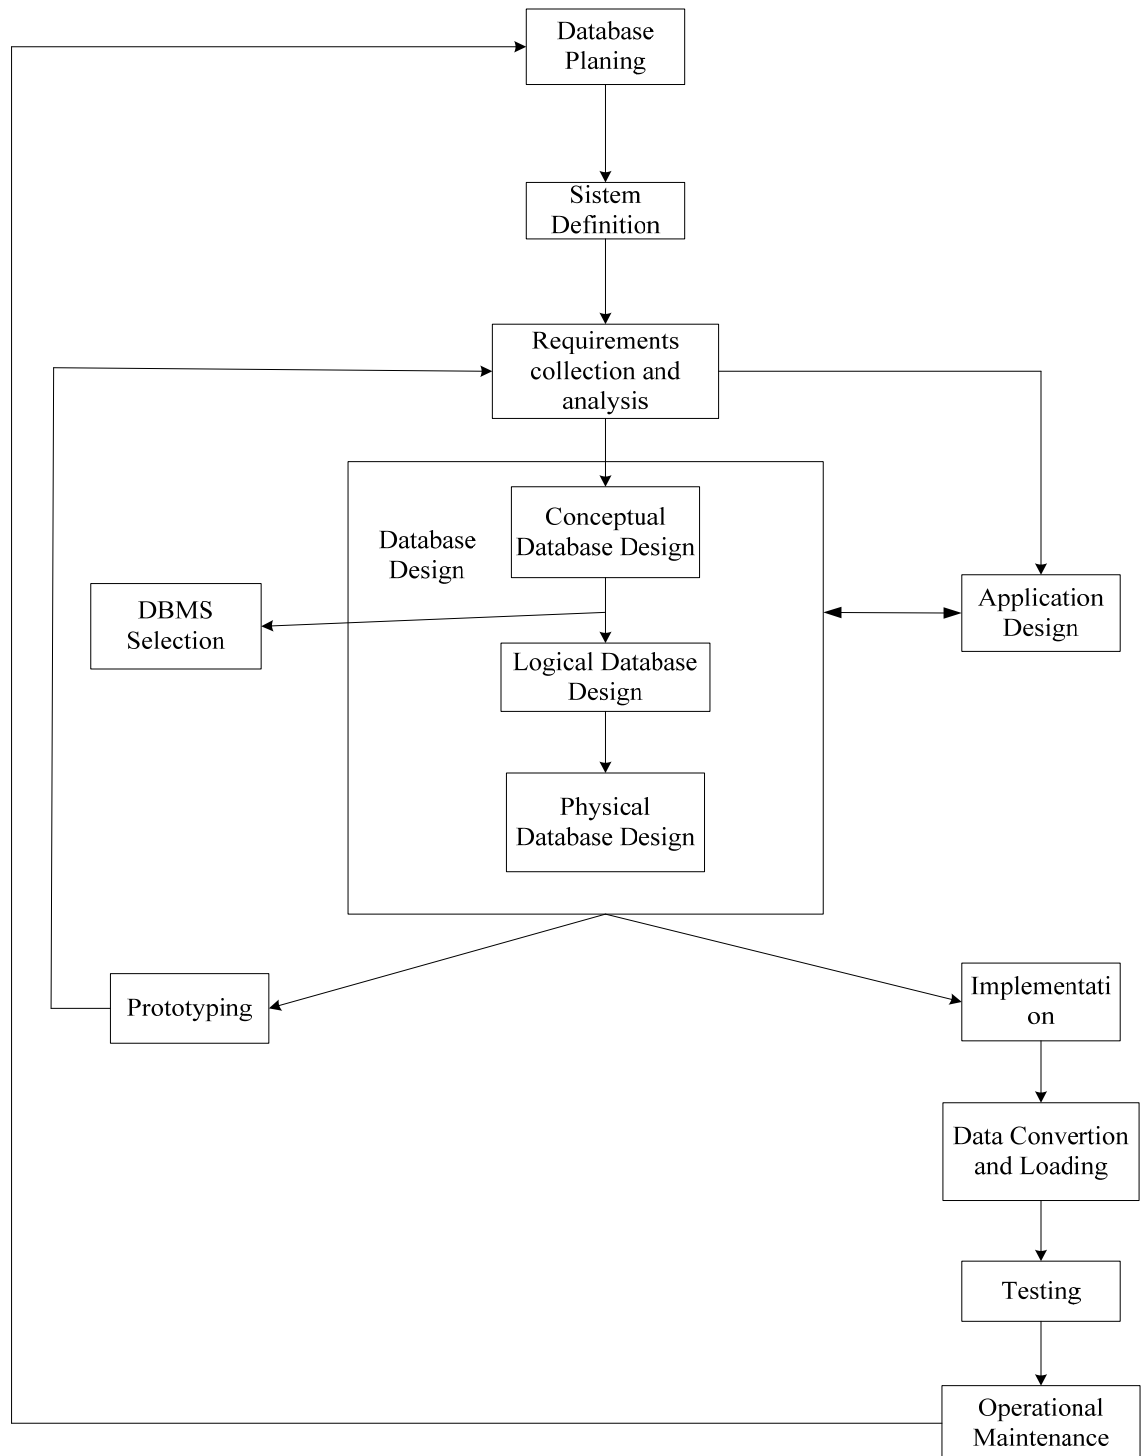 Database
Planing
Sistem
Definition
Requirements
collection and
analysis
Conceptual
Database Design
Database
Design
DBMS
Selection
Application
Design
Logical Database
Design
Physical
Database Design
Prototyping
Implementati
on
Data Convertion
and Loading
Testing
Operational
Maintenance